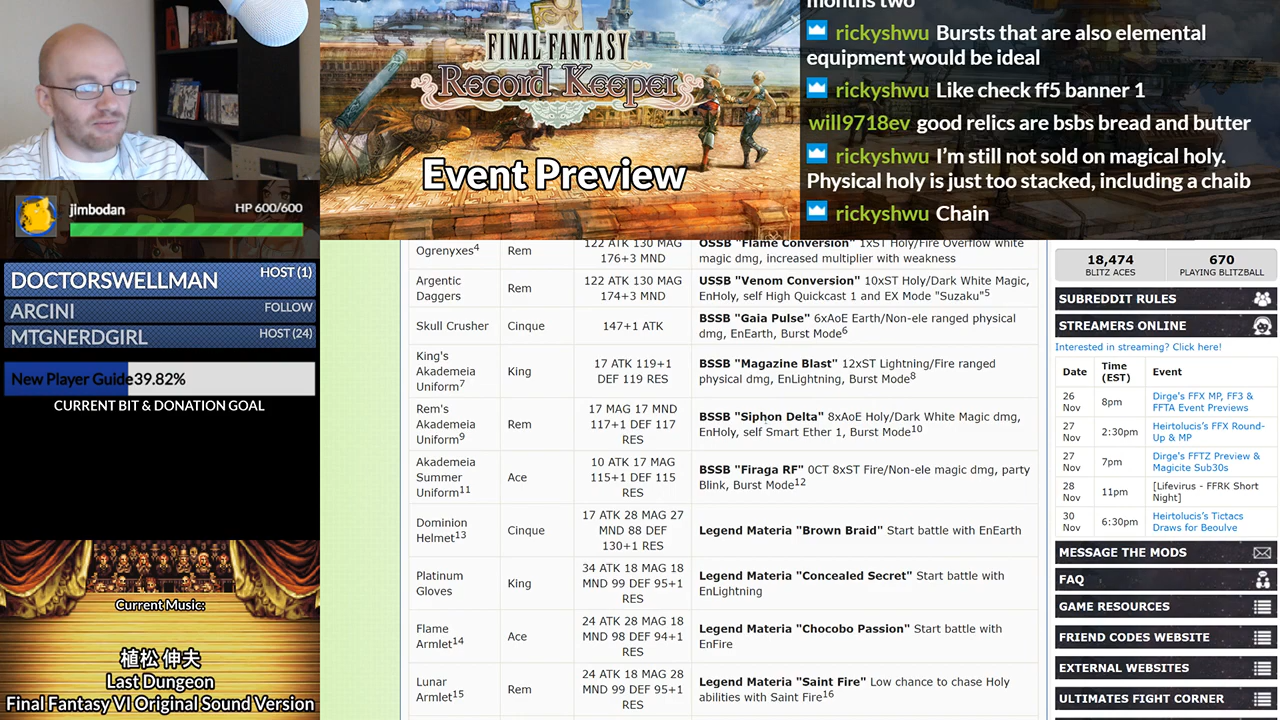 jimbodan
HP 600/600
DOCTORSWELLMAN HOST (1)
ARCINI FOLLOW
MTGNERDGIRL HOST (24)
New Player Guide39.82%
CURRENT BIT & DONATION GOAL
Current Music:
植松 伸夫
Last Dungeon
Final Fantasy VI Original Sound Version
FINAL FANTASY
Record Keeper
Event Preview
months two
rickyshwu Bursts that are also elemental
equipment would be ideal
rickyshwu Like check ff5 banner 1
will9718ev good relics are bsbs bread and butter
rickyshwu I'm still not sold on magical holy.
Physical holy is just too stacked, including a chaib
rickyshwu Chain
Ogrenyxes4 Rem 122 ATK 130 MAG
176+3 MND
OSSB "Flame Conversion" 1xST Holy/Fire Overflow white
magic dmg, increased multiplier with weakness
Argentic
Daggers
Rem
122 ATK 130 MAG
174+3 MND
USSB "Venom Conversion" 10xST Holy/Dark White Magic,
EnHoly, self High Quickcast 1 and EX Mode "Suzaku"5
Skull Crusher
Cinque
147+1 ATK
BSSB "Gaia Pulse" 6xAoE Earth/Non-ele ranged physical
dmg, EnEarth, Burst Mode6
King's
Akademeia
Uniform7
King
17 ATK 119+1
DEF 119 RES
BSSB "Magazine Blast" 12xST Lightning/Fire ranged
physical dmg, EnLightning, Burst Mode8
Rem's
Akademeia
Uniform9
Rem
17 MAG 17 MND
117+1 DEF 117
RES
BSSB "Siphon Delta" 8xAoE Holy/Dark White Magic dmg,
EnHoly, self Smart Ether 1, Burst Mode10
Akademeia
Summer
Uniform11
Ace
10 ATK 17 MAG
115+1 DEF 115
RES
BSSB "Firaga RF" 0CT 8xST Fire/Non-ele magic dmg, party
Blink, Burst Mode12
Dominion
Helmet13
Cinque
17 ATK 28 MAG 27
MND 88 DEF
130+1 RES
Legend Materia "Brown Braid" Start battle with EnEarth
Platinum
Gloves
King
34 ATK 18 MAG 18
MND 99 DEF 95+1
RES
Legend Materia "Concealed Secret" Start battle with
EnLightning
Flame
Armlet14
Ace
24 ATK 28 MAG 18
MND 98 DEF 94+1
RES
Legend Materia "Chocobo Passion" Start battle with
EnFire
Lunar
Armlet15
Rem
24 ATK 18 MAG 28
MND 99 DEF 95+1
RES
Legend Materia "Saint Fire" Low chance to chase Holy
abilities with Saint Fire16
18,474 670
BLITZ ACES PLAYING BLITZBALL
SUBREDDIT RULES
STREAMERS ONLINE
Interested in streaming? Click here!
Date Time
(EST) Event
26
Nov
8pm
Dirge's FFX MP, FF3 &
FFTA Event Previews
27
Nov
2:30pm
Heirtolucis's FFX Round-
Up & MP
27
Nov
7pm
Dirge's FFTZ Preview &
Magicite Sub30s
28
Nov
11pm
[Lifevirus - FFRK Short
Night]
30
Nov
6:30pm
Heirtolucis's Tictacs
Draws for Beoulve
MESSAGE THE MODS
FAQ
GAME RESOURCES
FRIEND CODES WEBSITE
EXTERNAL WEBSITES
ULTIMATES FIGHT CORNER